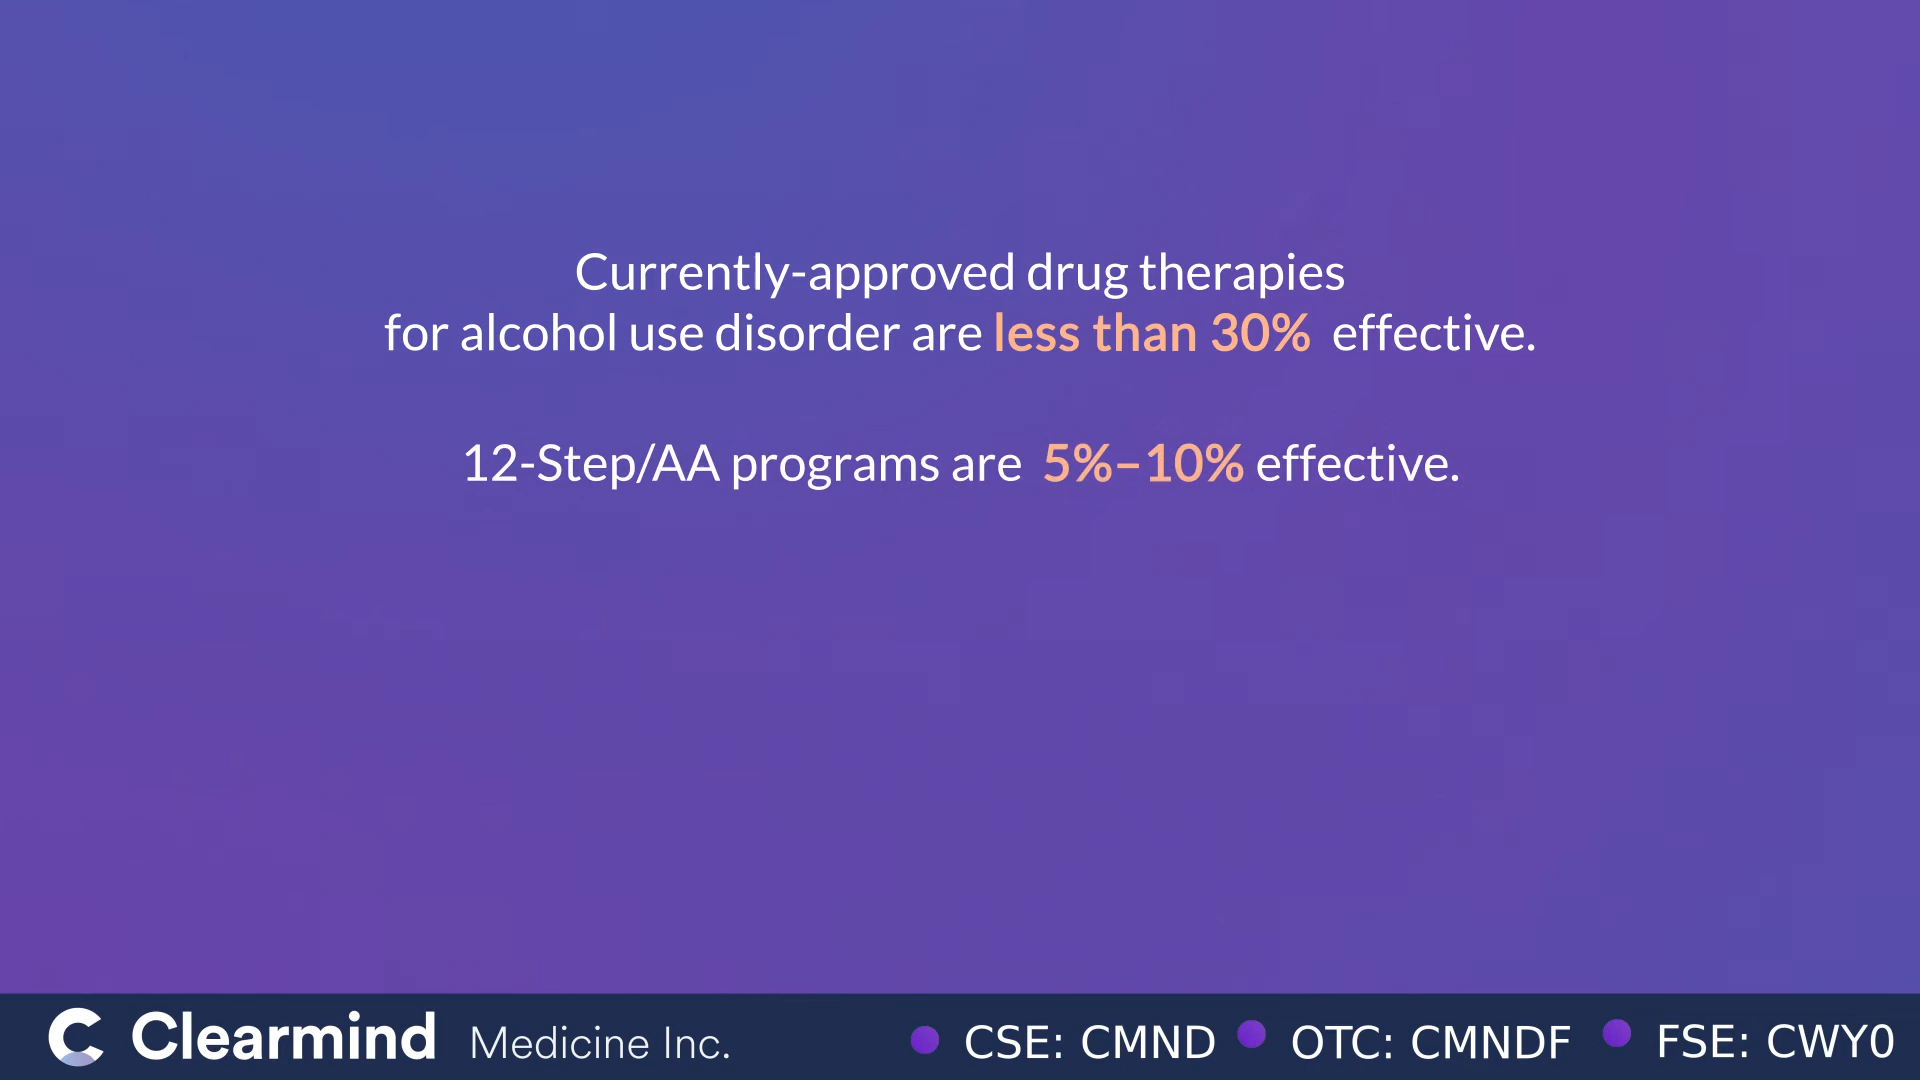 Currently-approved drug therapies
for alcohol use disorder are less than 30% effective.
12-Step/AA programs are 5%–10% effective.
Clearmind Medicine Inc. CSE: CMND OTC: CMNDF FSE: CWY0